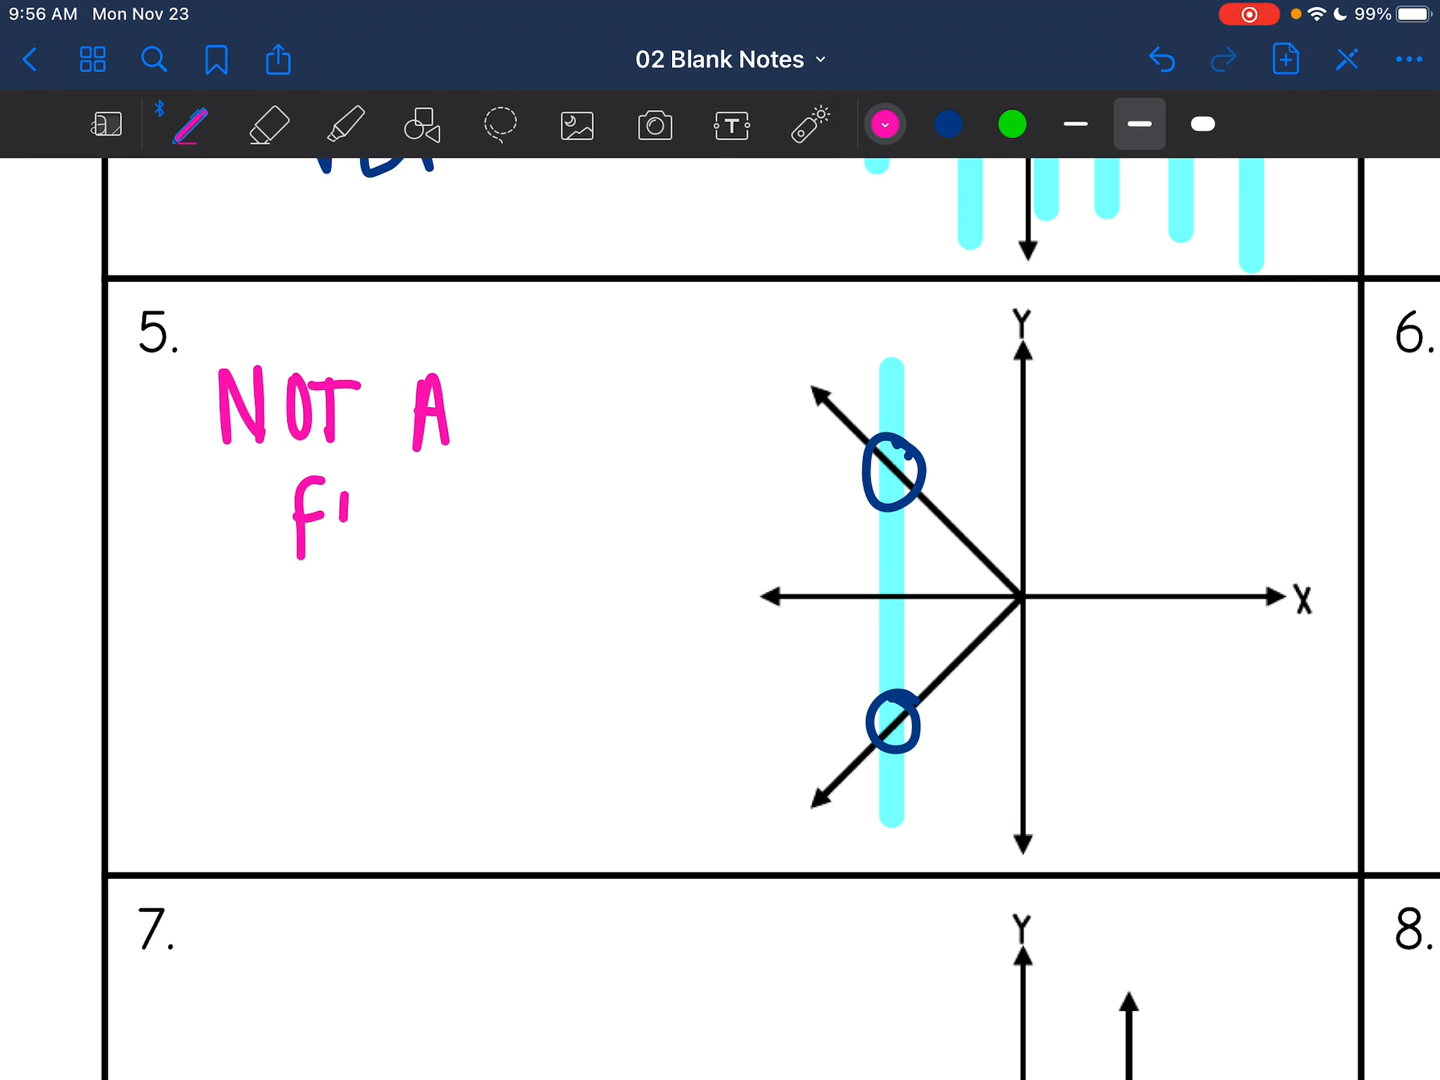 9:56 AM Mon Nov 23
99%
02 Blank Notes
T
5.
Y
6.
NOT A
F
X
7.
Y
8.